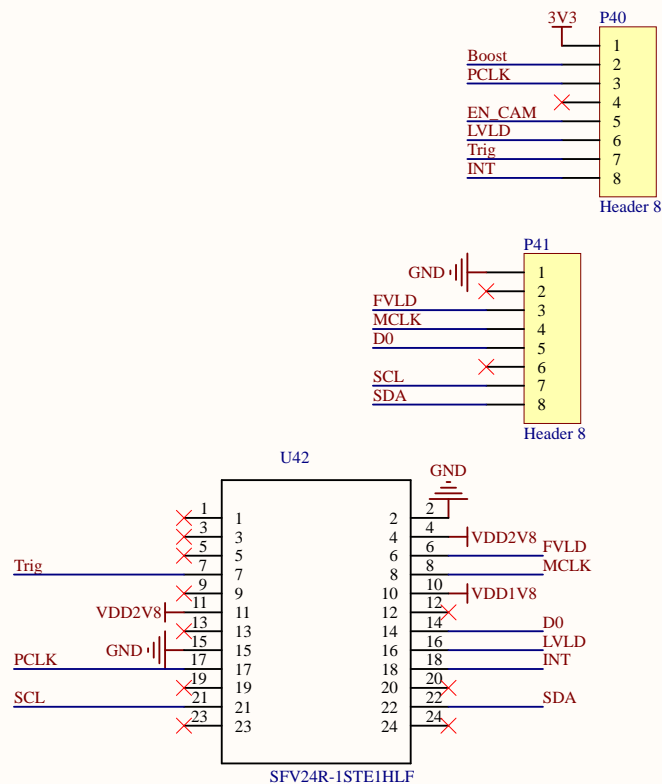 3V3 P40
1
Boost 2
PCLK 3
4
EN_CAM 5
LVLD 6
Trig 7
INT 8
Header 8
P41
GND 1
2
FVLD 3
MCLK 4
D0 5
6
SCL 7
SDA 8
Header 8
U42
GND
1 1 2 2
3 3 4 4 VDD2V8
5 5 6 6 FVLD
Trig 7 7 8 8 MCLK
9 9 10 10 VDD1V8
VDD2V8 11 11 12 12
13 13 14 14 D0
GND 15 15 16 16 LVLD
PCLK 17 17 18 18 INT
19 19 20 20
SCL 21 21 22 22 SDA
23 23 24 24
SFV24R-1STE1HLF